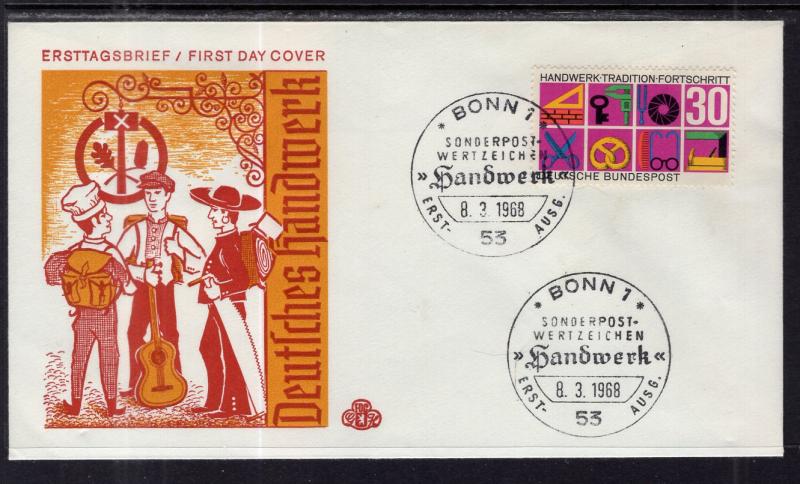 ERSTTAGSBRIEF / FIRST DAY COVER
Deutsches Handwerk
HANDWERK·TRADITION·FORTSCHRITT
30
DEUTSCHE BUNDESPOST
* BONN 1 *
SONDERPOST-
WERTZEICHEN
»Handwerk«
8. 3. 1968
ERST- AUSG.
53
* BONN 1 *
SONDERPOST-
WERTZEICHEN
»Handwerk«
8. 3. 1968
ERST- AUSG.
53